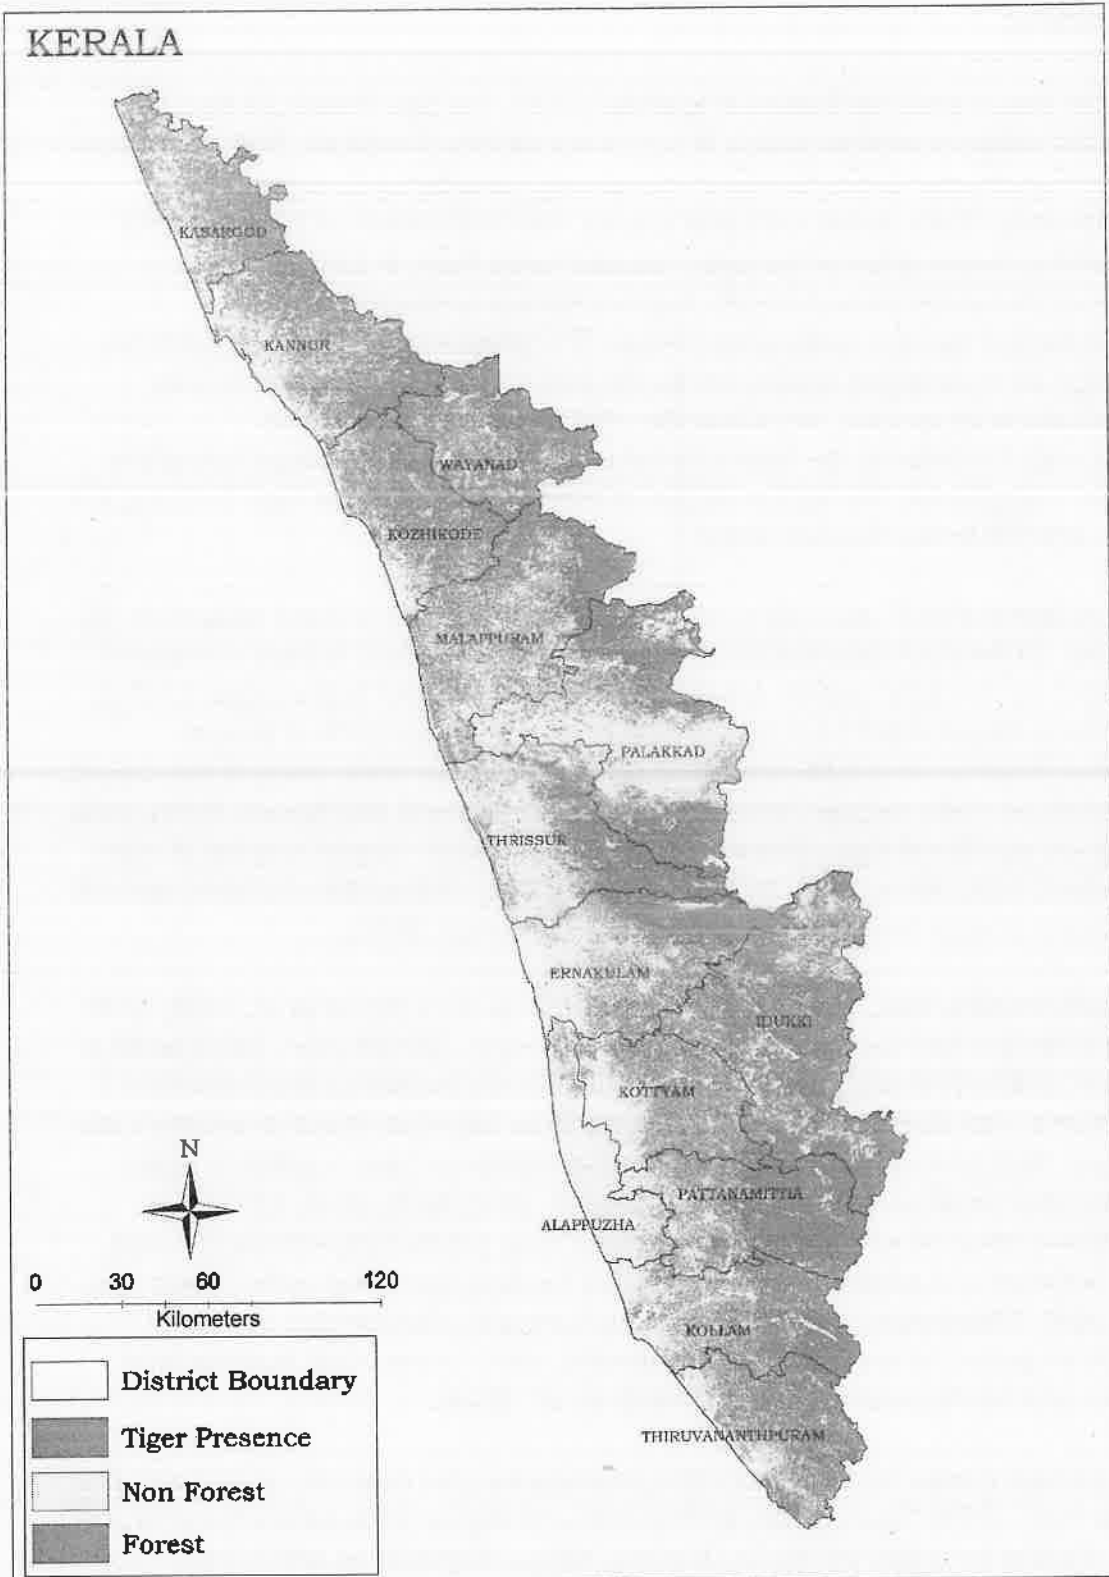 KERALA
KASARGOD
KANNUR
WAYANAD
KOZHIKODE
MALAPPURAM
PALAKKAD
THRISSUR
ERNAKULAM
IDUKKI
KOTTYAM
N
PATTANAMITTIA
ALAPPUZHA
0 30 60 120
Kilometers
KOLLAM
District Boundary
Tiger Presence
THIRUVANANTHPURAM
Non Forest
Forest